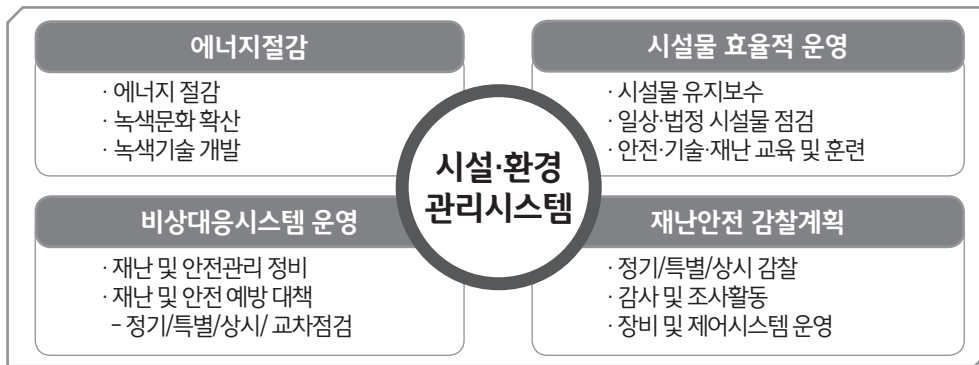 에너지절감
· 에너지 절감
· 녹색문화 확산
· 녹색기술 개발
시설물 효율적 운영
· 시설물 유지보수
· 일상·법정 시설물 점검
· 안전·기술·재난 교육 및 훈련
시설·환경
관리시스템
비상대응시스템 운영
· 재난 및 안전관리 정비
· 재난 및 안전 예방 대책
- 정기/특별/상시/ 교차점검
재난안전 감찰계획
· 정기/특별/상시 감찰
· 감사 및 조사활동
· 장비 및 제어시스템 운영